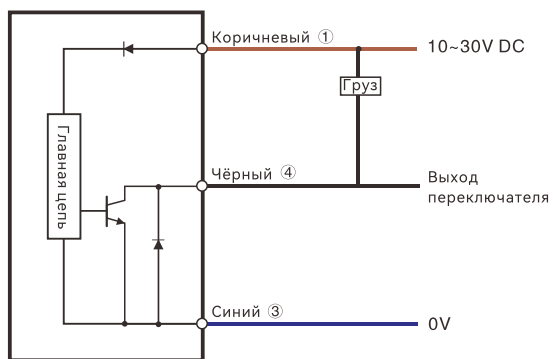 Коричневый ①
10~30V DC
Груз
Главная цепь
Чёрный ④
Выход
переключателя
Синий ③
0V